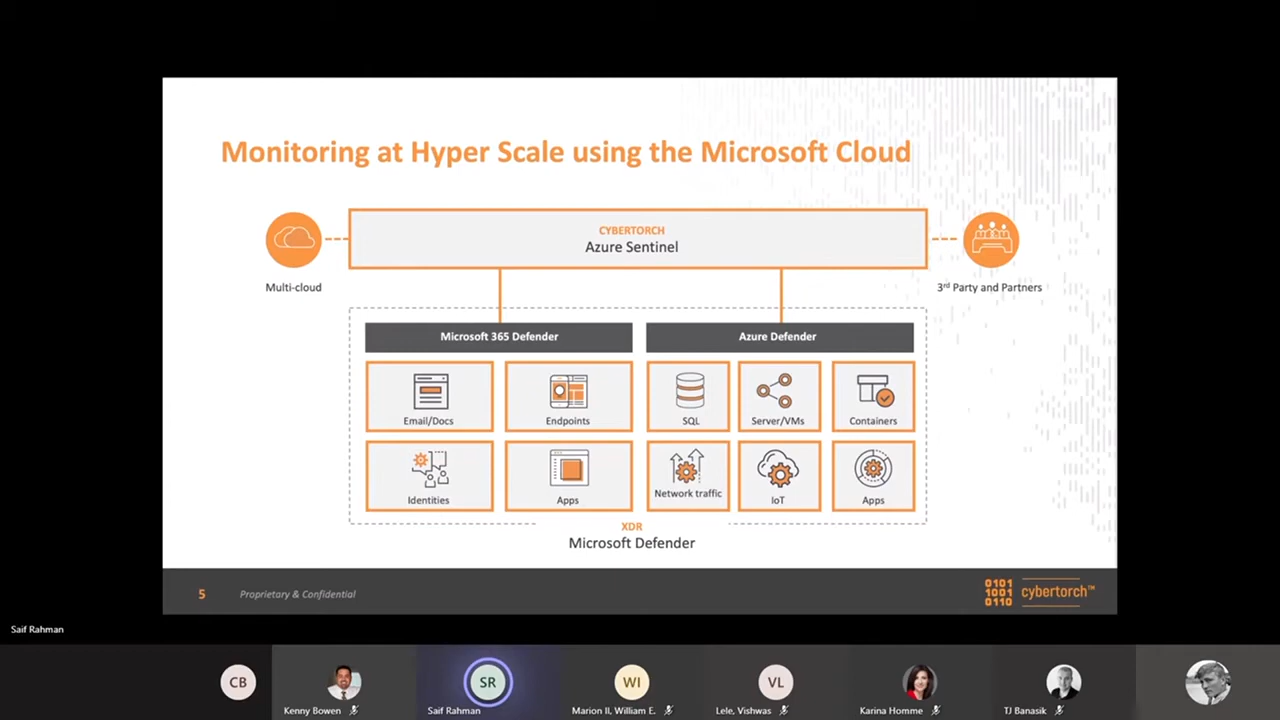 Monitoring at Hyper Scale using the Microsoft Cloud
CYBERTORCH
Azure Sentinel
Multi-cloud
3rd Party and Partners
Microsoft 365 Defender
Azure Defender
Email/Docs
Endpoints
SQL
Server/VMs
Containers
Identities
Apps
Network traffic
IoT
Apps
XDR
Microsoft Defender
5
Proprietary & Confidential
0101
1001
0110
cybertorch™
Saif Rahman
CB
SR
WI
VL
Kenny Bowen
Saif Rahman
Marion II, William E.
Lele, Vishwas
Karina Homme
TJ Banasik